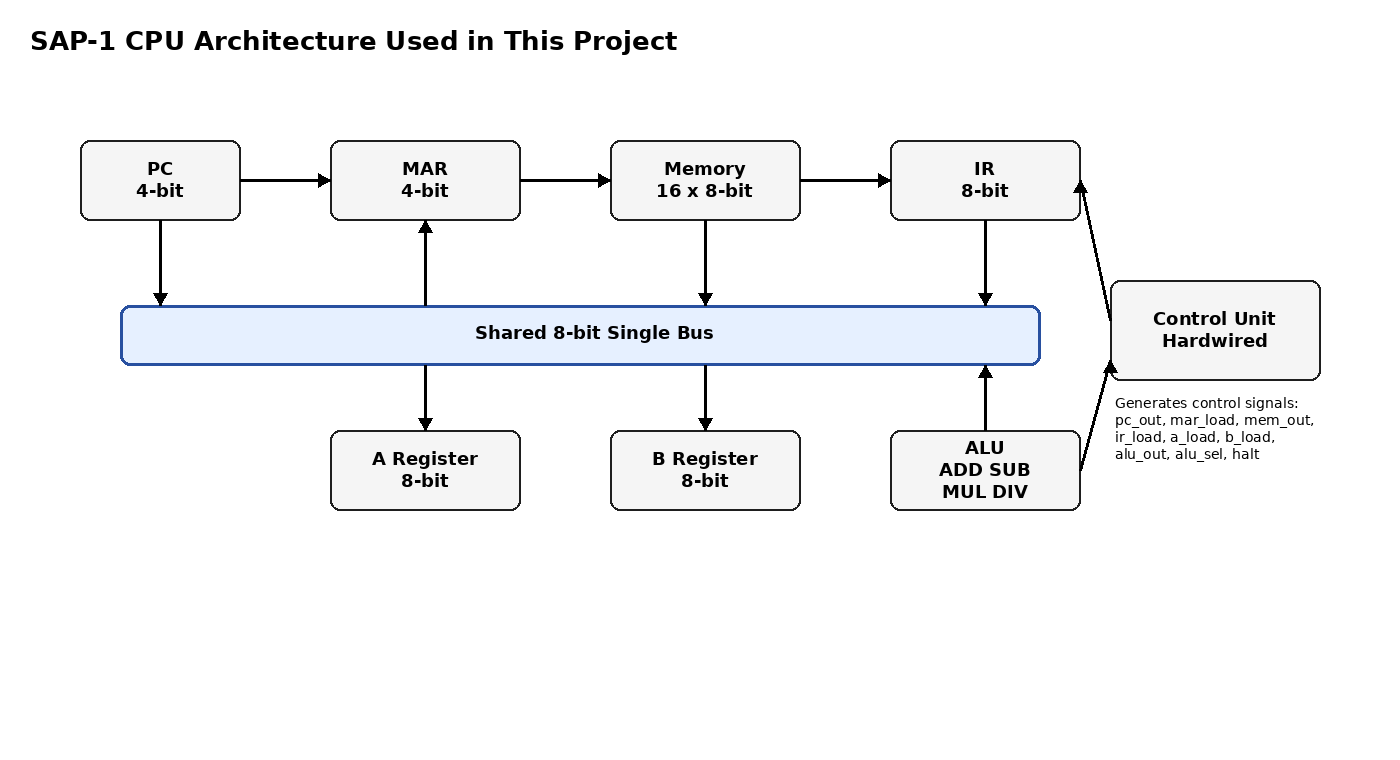 SAP-1 CPU Architecture Used in This Project
PC
4-bit
MAR
4-bit
Memory
16 x 8-bit
IR
8-bit
Shared 8-bit Single Bus
Control Unit
Hardwired
Generates control signals:
pc_out, mar_load, mem_out,
ir_load, a_load, b_load,
alu_out, alu_sel, halt
A Register
8-bit
B Register
8-bit
ALU
ADD SUB
MUL DIV